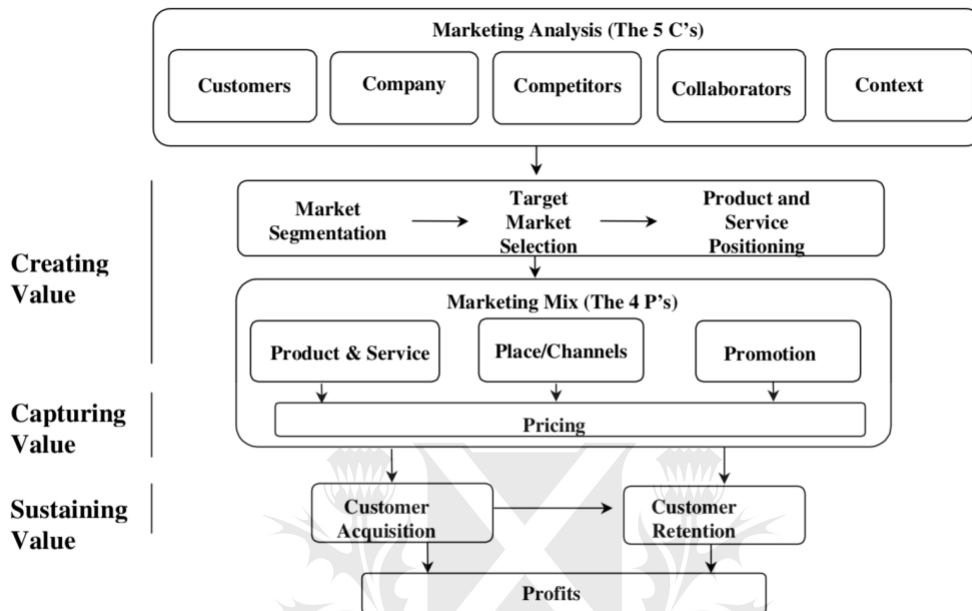 Marketing Analysis (The 5 C's)
Customers
Company
Competitors
Collaborators
Context
Creating
Value
Market
Segmentation
Target
Market
Selection
Product and
Service
Positioning
Marketing Mix (The 4 P's)
Product & Service
Place/Channels
Promotion
Capturing
Value
Pricing
Sustaining
Value
Customer
Acquisition
Customer
Retention
Profits